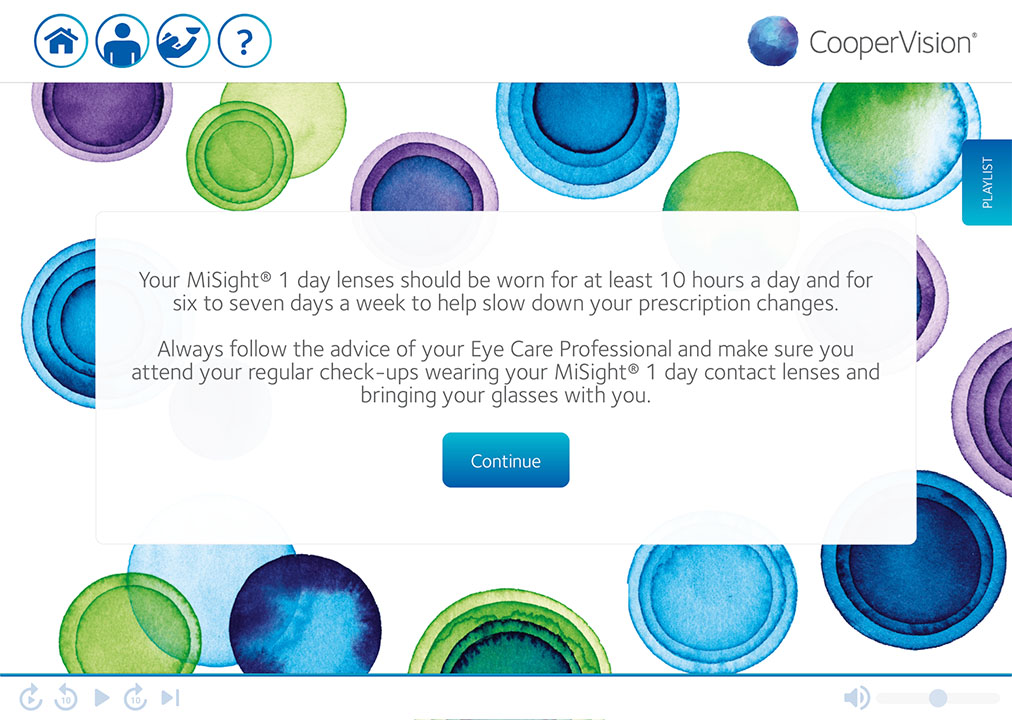 ?
CooperVision®
PLAYLIST
Your MiSight® 1 day lenses should be worn for at least 10 hours a day and for
six to seven days a week to help slow down your prescription changes.
Always follow the advice of your Eye Care Professional and make sure you
attend your regular check-ups wearing your MiSight® 1 day contact lenses and
bringing your glasses with you.
Continue
10
10